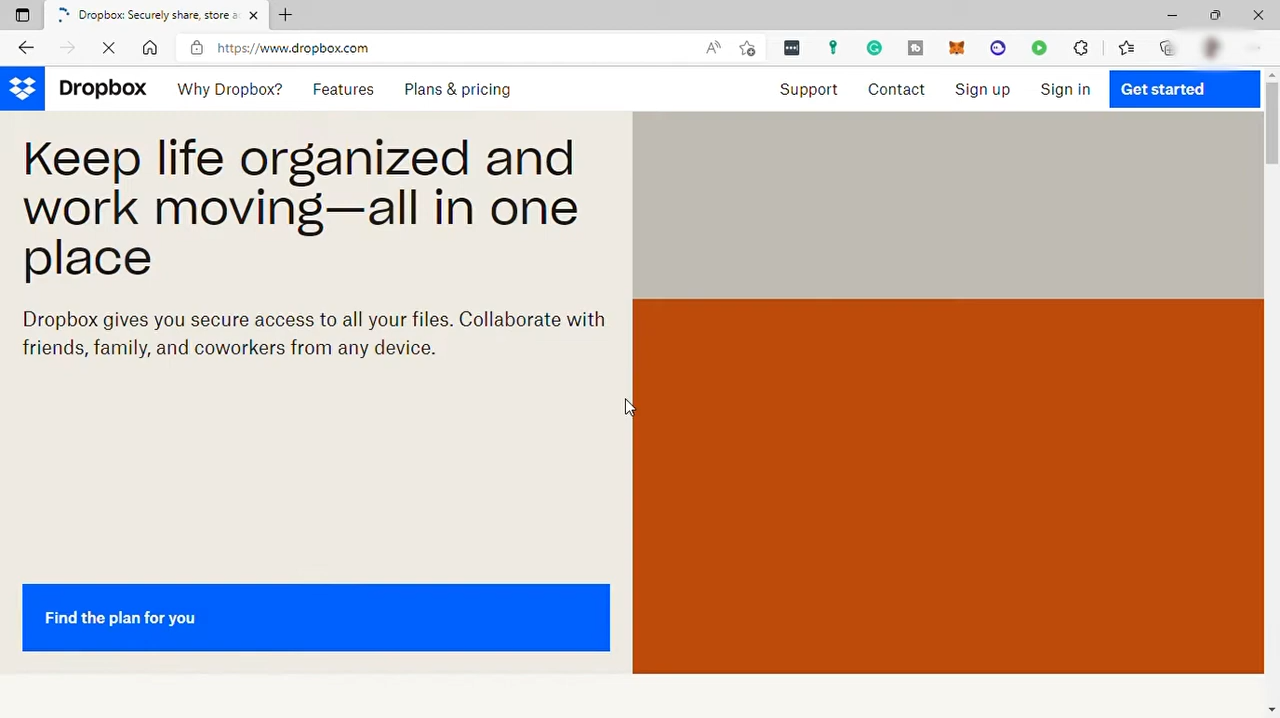 Dropbox: Securely share, store a
https://www.dropbox.com
Dropbox
Why Dropbox?
Features
Plans & pricing
Support
Contact
Sign up
Sign in
Get started
Keep life organized and
work moving—all in one
place
Dropbox gives you secure access to all your files. Collaborate with
friends, family, and coworkers from any device.
Find the plan for you